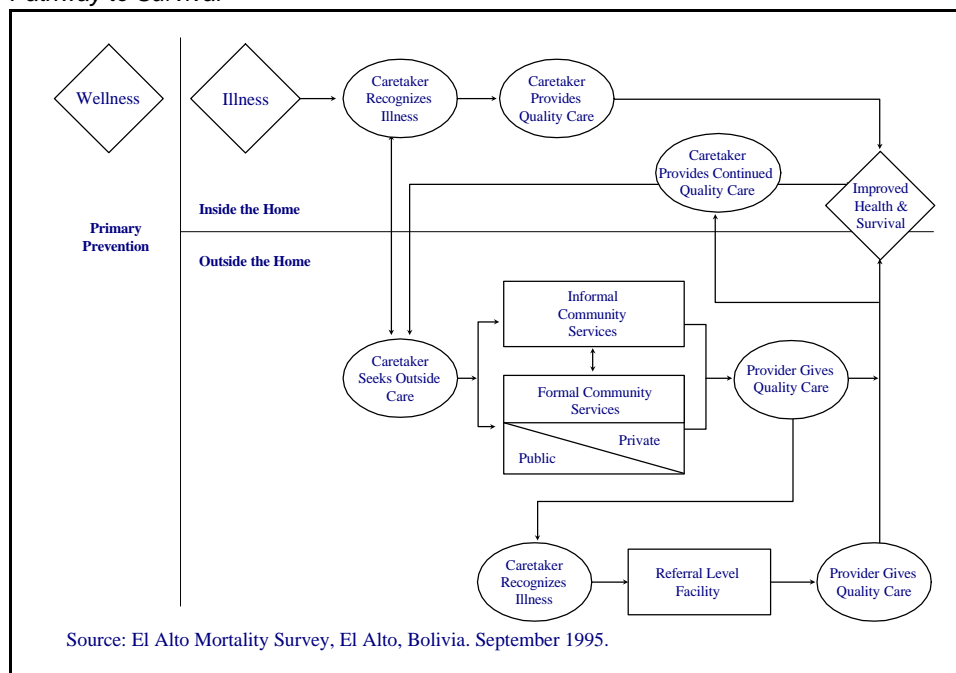 Pathway to Survival
Wellness
Illness
Caretaker
Recognizes
Illness
Caretaker
Provides
Quality Care
Caretaker
Provides Continued
Quality Care
Improved
Health &
Survival
Inside the Home
Primary
Prevention
Outside the Home
Informal
Community
Services
Caretaker
Seeks Outside
Care
Formal Community
Services
Private
Public
Provider Gives
Quality Care
Caretaker
Recognizes
Illness
Referral Level
Facility
Provider Gives
Quality Care
Source: El Alto Mortality Survey, El Alto, Bolivia. September 1995.